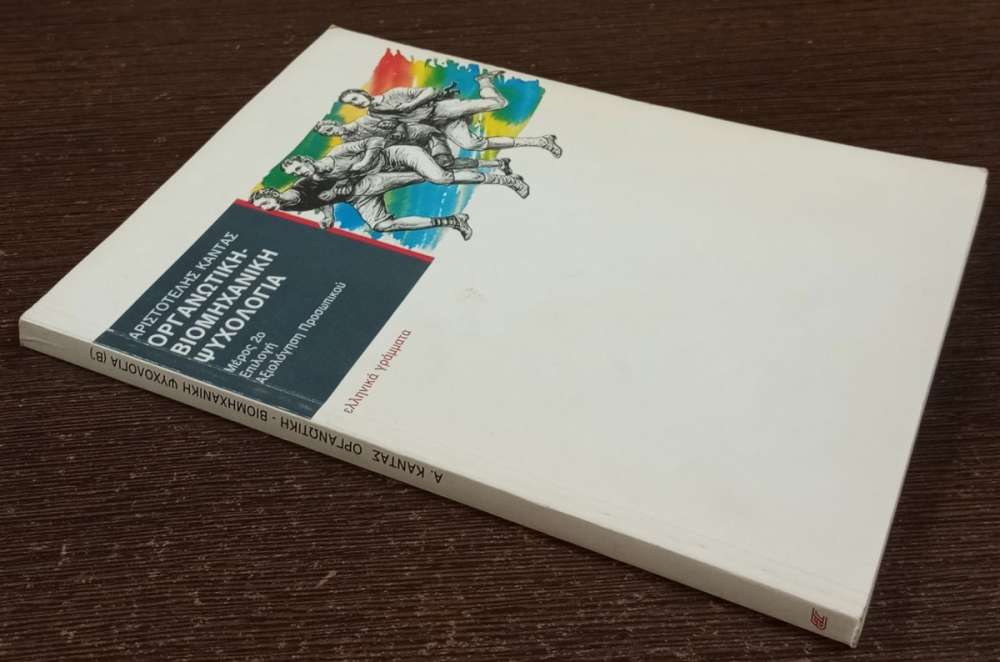 ΑΡΙΣΤΟΤΕΛΗΣ ΚΑΝΤΑΣ
ΟΡΓΑΝΩΤΙΚΗ-
ΒΙΟΜΗΧΑΝΙΚΗ
ΨΥΧΟΛΟΓΙΑ
Μέρος 2ο
Επιλογή
Αξιολόγηση Προσωπικού
ελληνικά γράμματα
Α. ΚΑΝΤΑΣ ΟΡΓΑΝΩΤΙΚΗ - ΒΙΟΜΗΧΑΝΙΚΗ ΨΥΧΟΛΟΓΙΑ (Β')